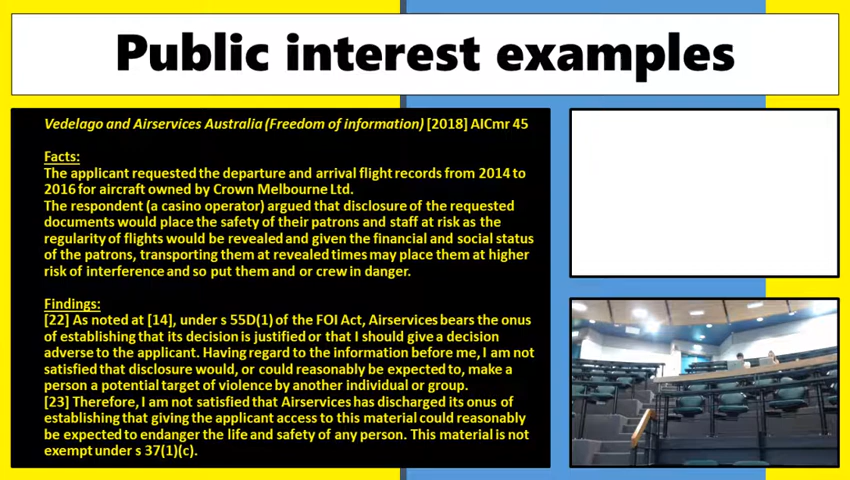 Public interest examples
Vedelago and Airservices Australia (Freedom of information) [2018] AICmr 45
Facts:
The applicant requested the departure and arrival flight records from 2014 to
2016 for aircraft owned by Crown Melbourne Ltd.
The respondent (a casino operator) argued that disclosure of the requested
documents would place the safety of their patrons and staff at risk as the
regularity of flights would be revealed and given the financial and social status
of the patrons, transporting them at revealed times may place them at higher
risk of interference and so put them and or crew in danger.
Findings:
[22] As noted at [14], under s 55D(1) of the FOI Act, Airservices bears the onus
of establishing that its decision is justified or that I should give a decision
adverse to the applicant. Having regard to the information before me, I am not
satisfied that disclosure would, or could reasonably be expected to, make a
person a potential target of violence by another individual or group.
[23] Therefore, I am not satisfied that Airservices has discharged its onus of
establishing that giving the applicant access to this material could reasonably
be expected to endanger the life and safety of any person. This material is not
exempt under s 37(1)(c).